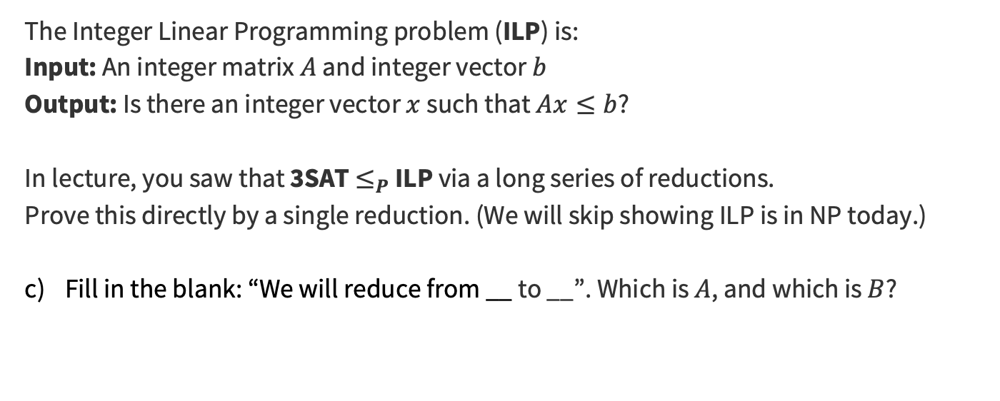 The Integer Linear Programming problem (ILP) is:
Input: An integer matrix A and integer vector b
Output: Is there an integer vector x such that Ax ≤ b?
In lecture, you saw that 3SAT ≤P ILP via a long series of reductions.
Prove this directly by a single reduction. (We will skip showing ILP is in NP today.)
c) Fill in the blank: “We will reduce from __ to __”. Which is A, and which is B?